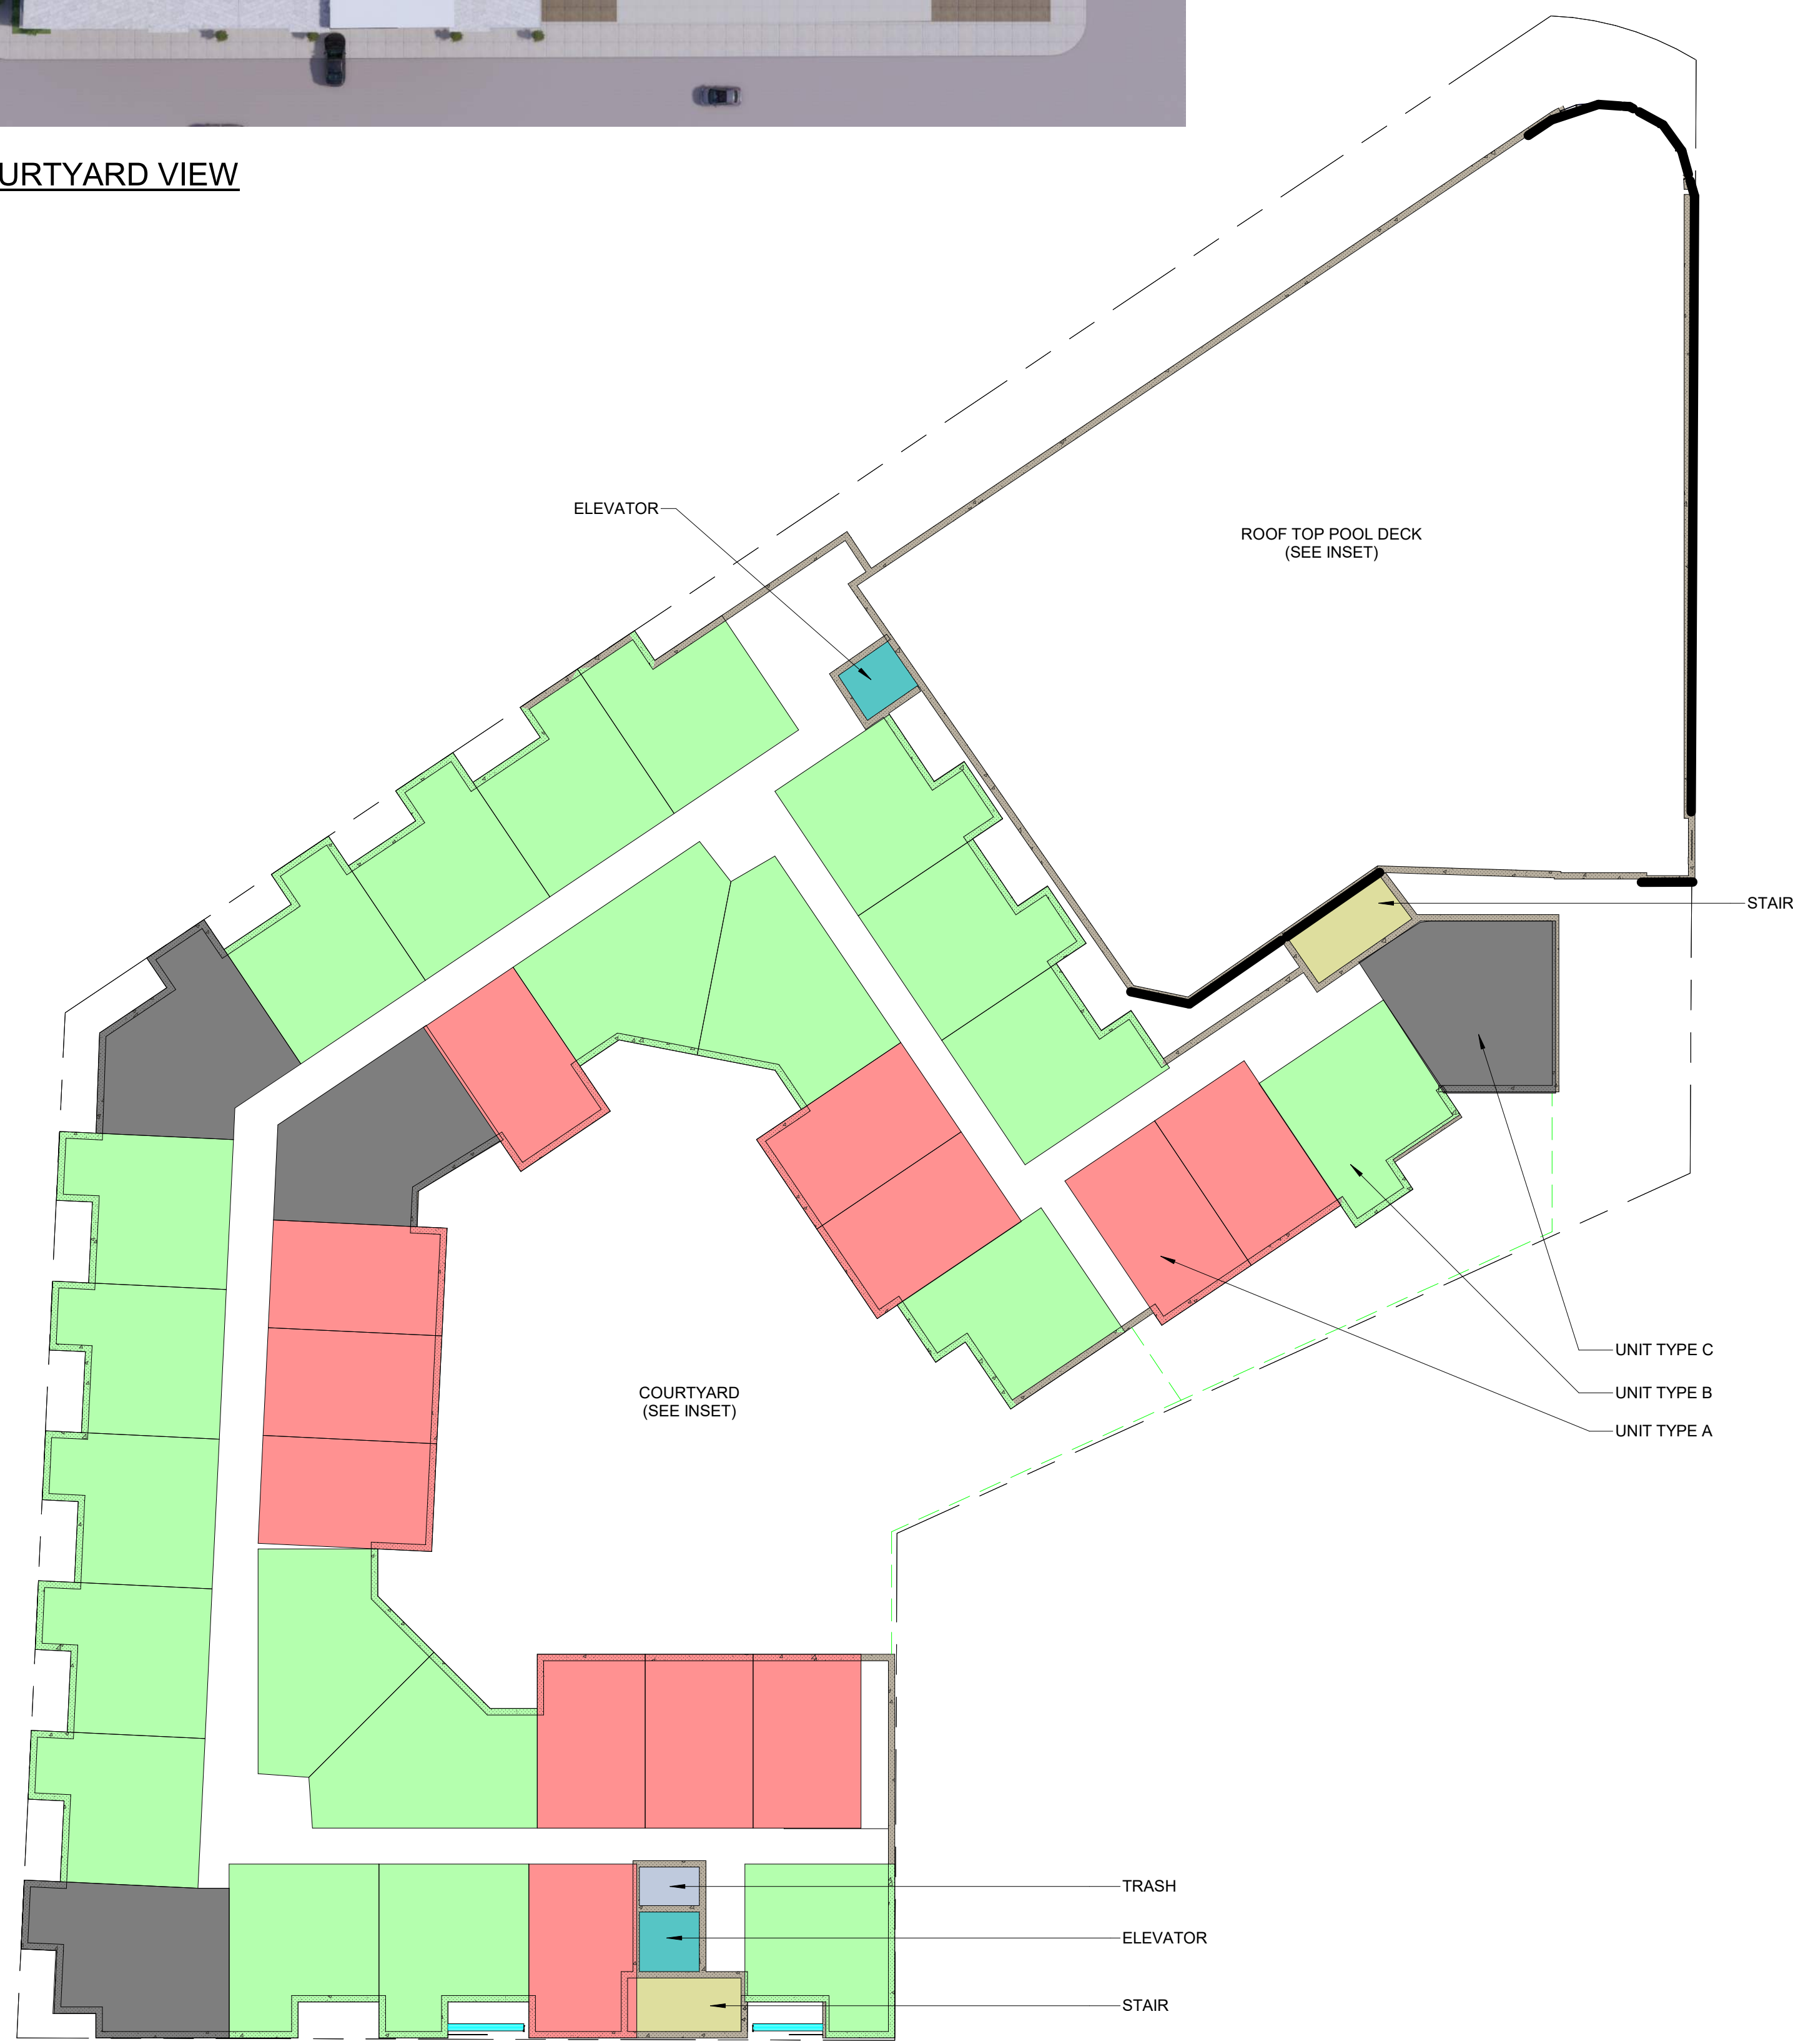 URTYARD VIEW
ELEVATOR
ROOF TOP POOL DECK
(SEE INSET)
STAIR
UNIT TYPE C
UNIT TYPE B
UNIT TYPE A
COURTYARD
(SEE INSET)
TRASH
ELEVATOR
STAIR